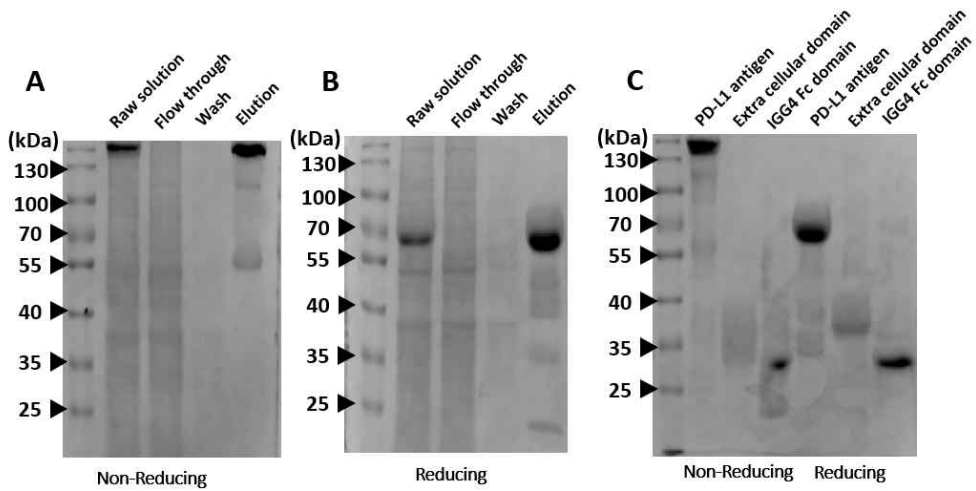 A
(kDa)
Raw solution
Flow through
Wash
Elution
130
100
70
55
40
35
25
Non-Reducing
B
(kDa)
Raw solution
Flow through
Wash
Elution
130
100
70
55
40
35
25
Reducing
C
(kDa)
PD-L1 antigen
Extra cellular domain
IGG4 Fc domain
PD-L1 antigen
Extra cellular domain
IGG4 Fc domain
130
100
70
55
40
35
25
Non-Reducing
Reducing